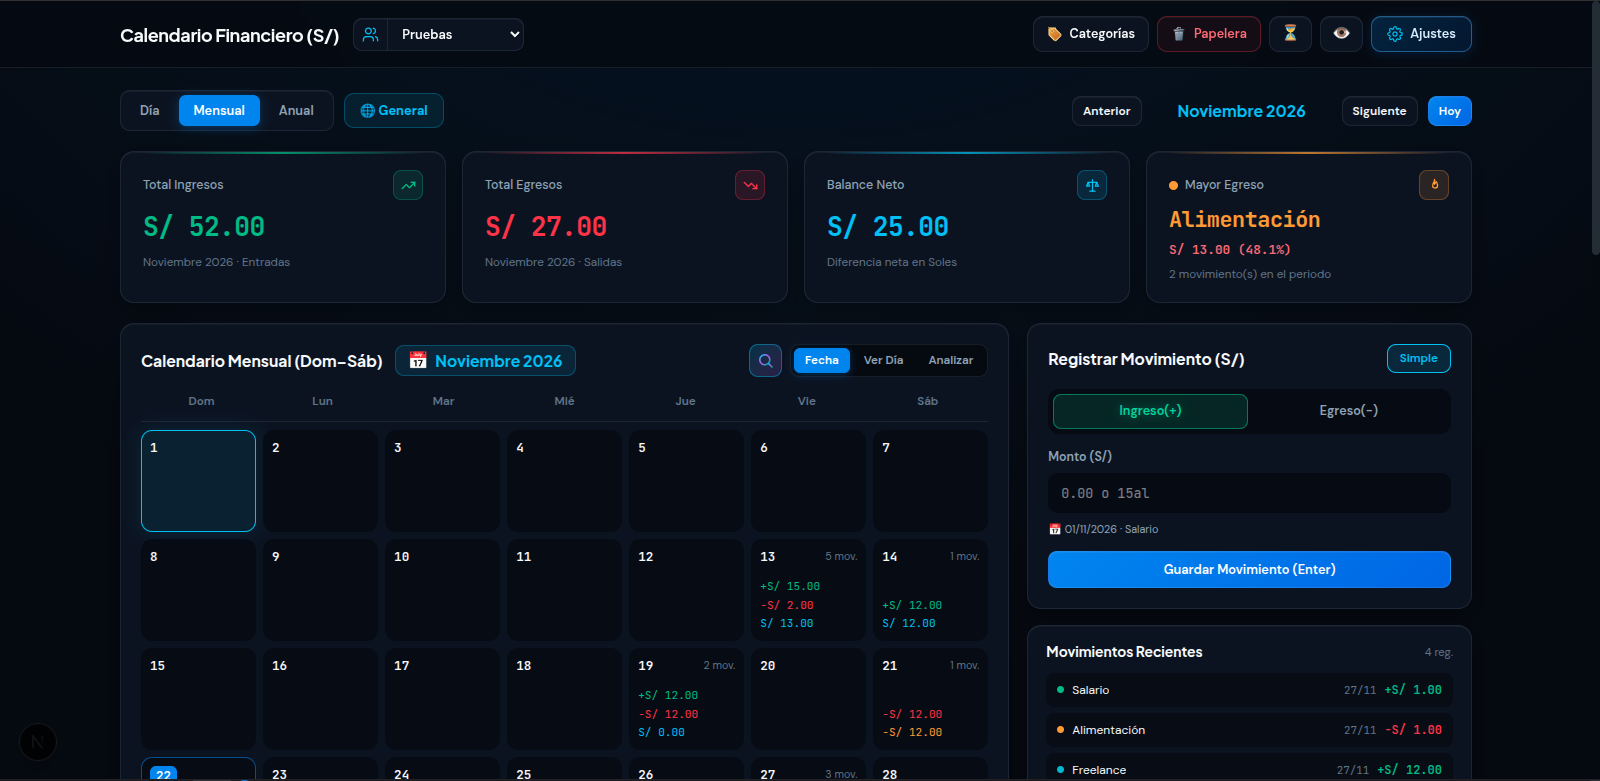 Calendario Financiero (S/)
Pruebas
Categorías
Papelera
Ajustes
Día
Mensual
Anual
General
Anterior
Noviembre 2026
Siguiente
Hoy
Total Ingresos
S/ 52.00
Noviembre 2026 · Entradas
Total Egresos
S/ 27.00
Noviembre 2026 · Salidas
Balance Neto
S/ 25.00
Diferencia neta en Soles
Mayor Egreso
Alimentación
S/ 13.00 (48.1%)
2 movimiento(s) en el periodo
Calendario Mensual (Dom–Sáb)
Noviembre 2026
Fecha
Ver Día
Analizar
Dom Lun Mar Mié Jue Vie Sáb
1 2 3 4 5 6 7
8 9 10 11 12
13 5 mov.
+S/ 15.00
-S/ 2.00
S/ 13.00
14 1 mov.
+S/ 12.00
S/ 12.00
15 16 17 18
19 2 mov.
+S/ 12.00
-S/ 12.00
S/ 0.00
20
21 1 mov.
-S/ 12.00
-S/ 12.00
22 23 24 25 26
27 3 mov.
28
Registrar Movimiento (S/)
Simple
Ingreso(+)
Egreso(-)
Monto (S/)
0.00 o 15al
01/11/2026 · Salario
Guardar Movimiento (Enter)
Movimientos Recientes
4 reg.
Salario 27/11 +S/ 1.00
Alimentación 27/11 -S/ 1.00
Freelance 27/11 +S/ 12.00
N